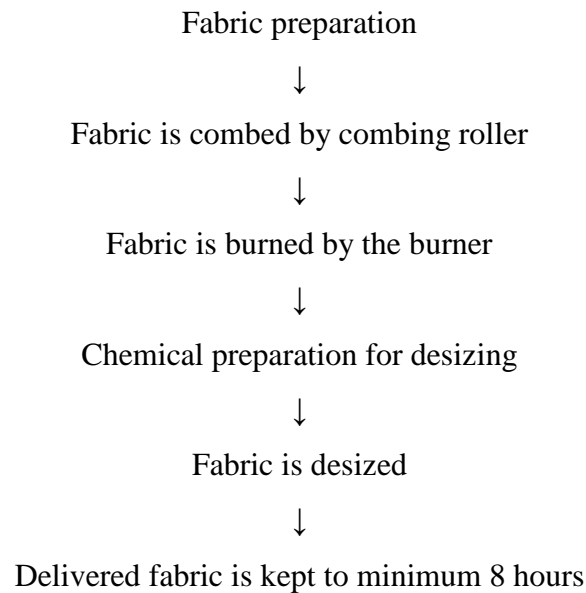 Fabric preparation
↓
Fabric is combed by combing roller
↓
Fabric is burned by the burner
↓
Chemical preparation for desizing
↓
Fabric is desized
↓
Delivered fabric is kept to minimum 8 hours